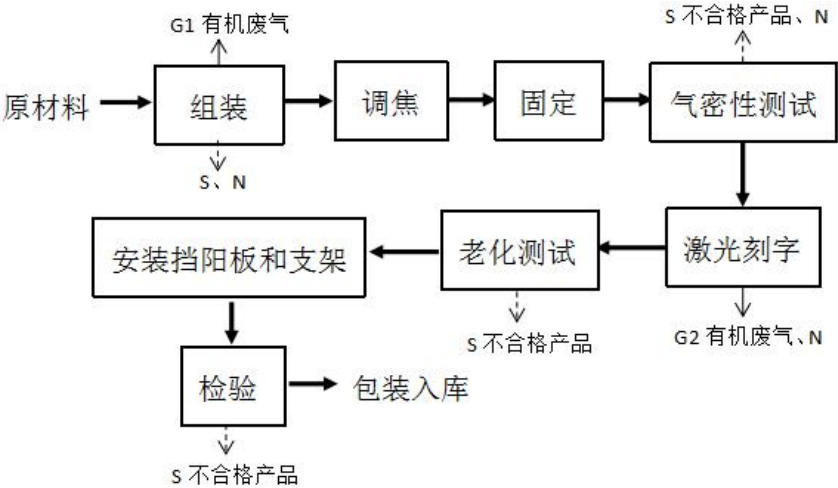 G1 有机废气
S 不合格产品、N
原材料
组装
调焦
固定
气密性测试
S、N
安装挡阳板和支架
老化测试
激光刻字
S 不合格产品
G2 有机废气、N
检验
包装入库
S 不合格产品